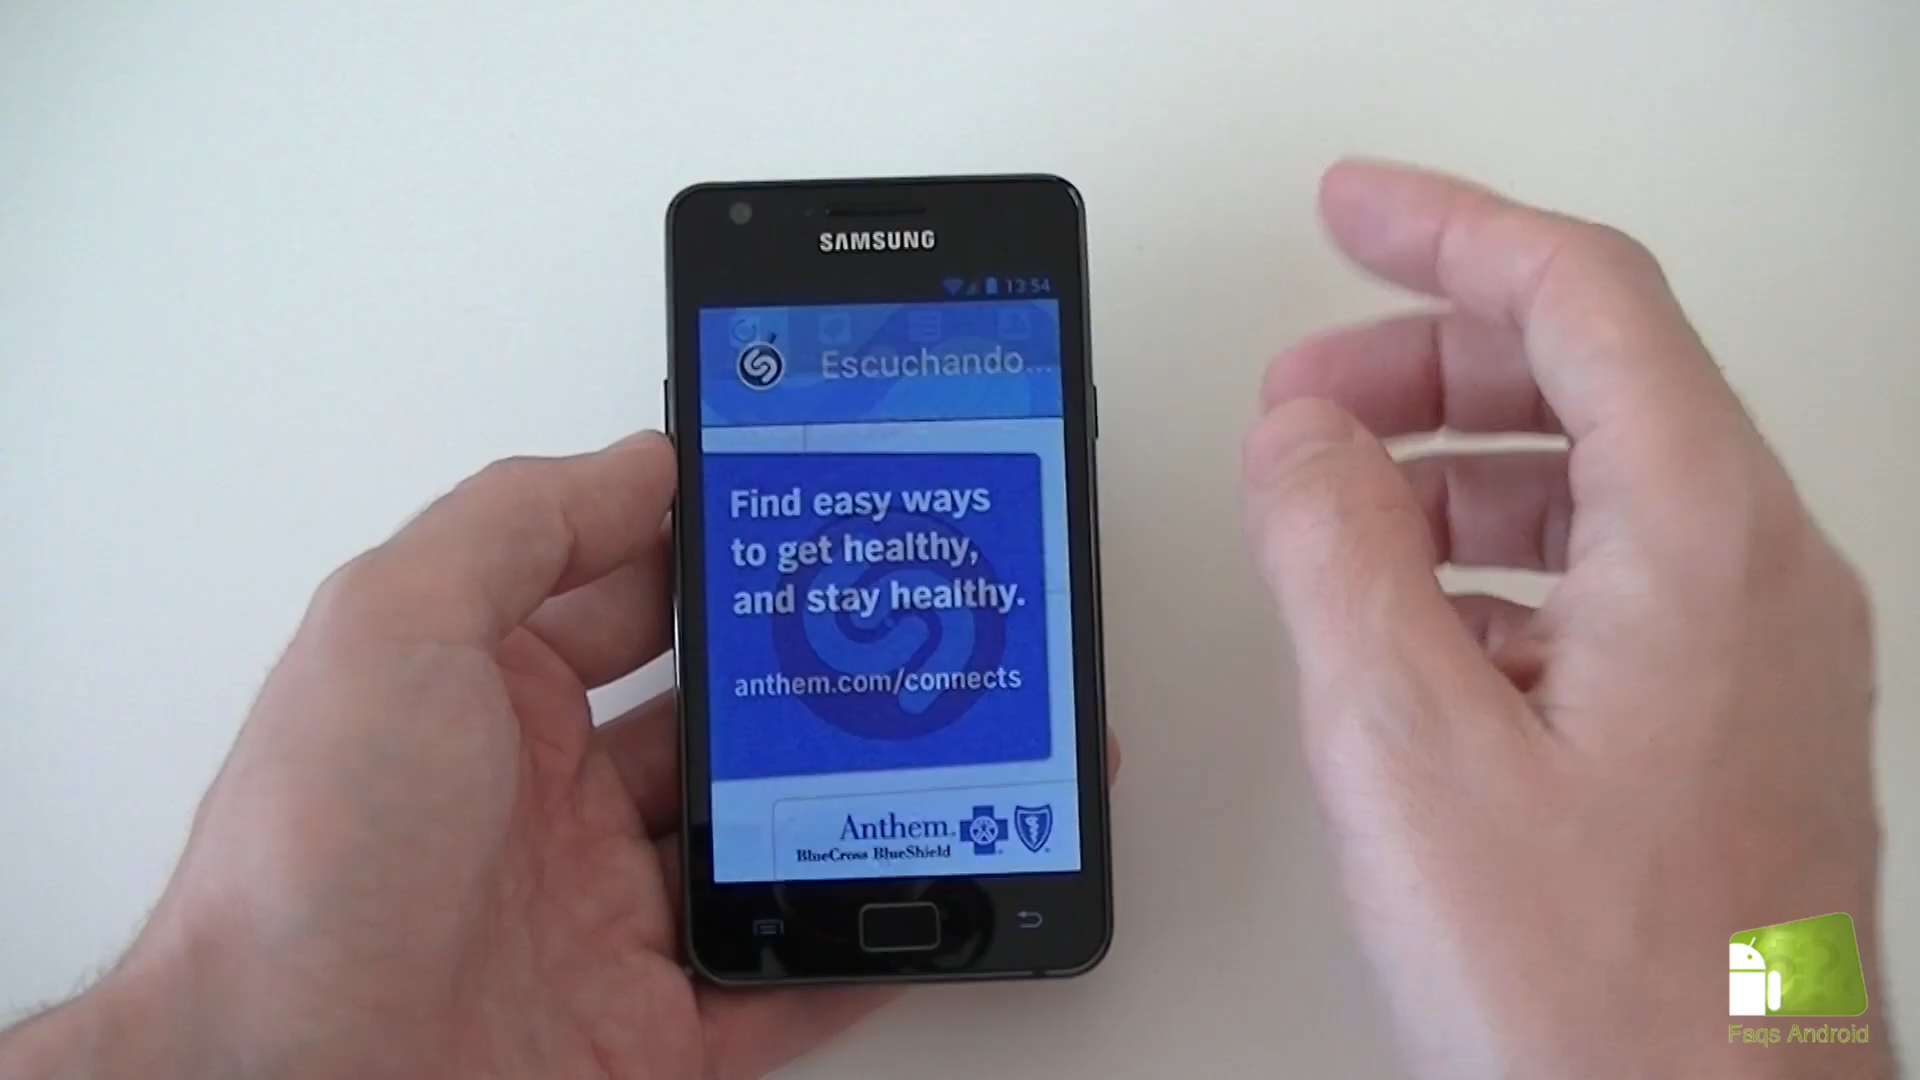 SAMSUNG
13:54
Escuchando...
Find easy ways
to get healthy,
and stay healthy.
anthem.com/connects
Anthem.
BlueCross BlueShield
Faqs Android